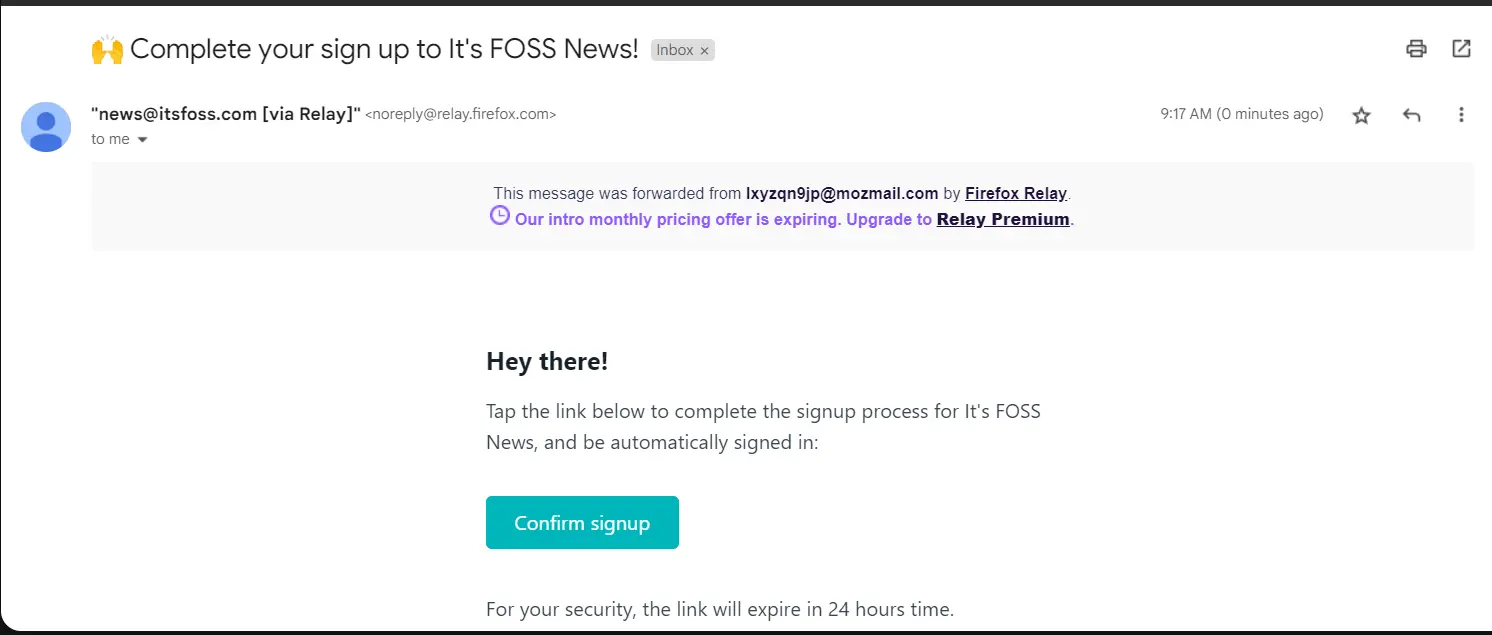 🙌 Complete your sign up to It's FOSS News! Inbox ×
"news@itsfoss.com [via Relay]" <noreply@relay.firefox.com> 9:17 AM (0 minutes ago)
to me
This message was forwarded from lxyzqn9jp@mozmail.com by Firefox Relay.
Our intro monthly pricing offer is expiring. Upgrade to Relay Premium.
Hey there!
Tap the link below to complete the signup process for It's FOSS
News, and be automatically signed in:
Confirm signup
For your security, the link will expire in 24 hours time.